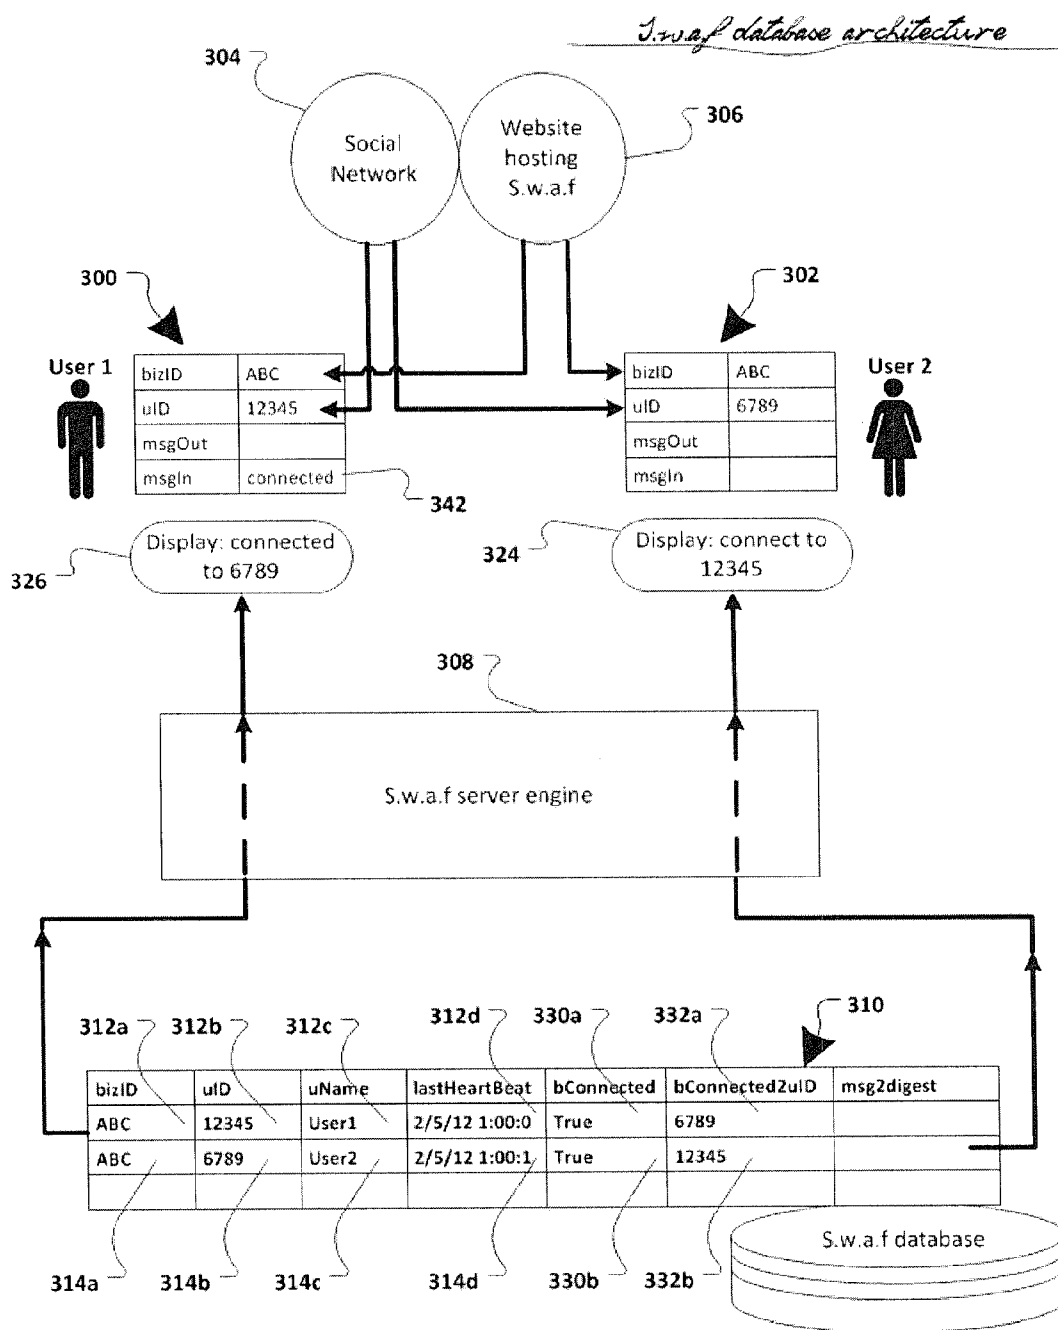 S.w.a.f database architecture
304
Social
Network
Website
hosting
S.w.a.f
306
300
302
User 1
bizID ABC
uID 12345
msgOut
msgIn connected
342
bizID ABC
uID 6789
msgOut
msgIn
User 2
Display: connected
to 6789
326
Display: connect to
12345
324
308
S.w.a.f server engine
310
312a 312b 312c 312d 330a 332a
bizID uID uName lastHeartBeat bConnected bConnected2uID msg2digest
ABC 12345 User1 2/5/12 1:00:0 True 6789
ABC 6789 User2 2/5/12 1:00:1 True 12345
S.w.a.f database
314a 314b 314c 314d 330b 332b